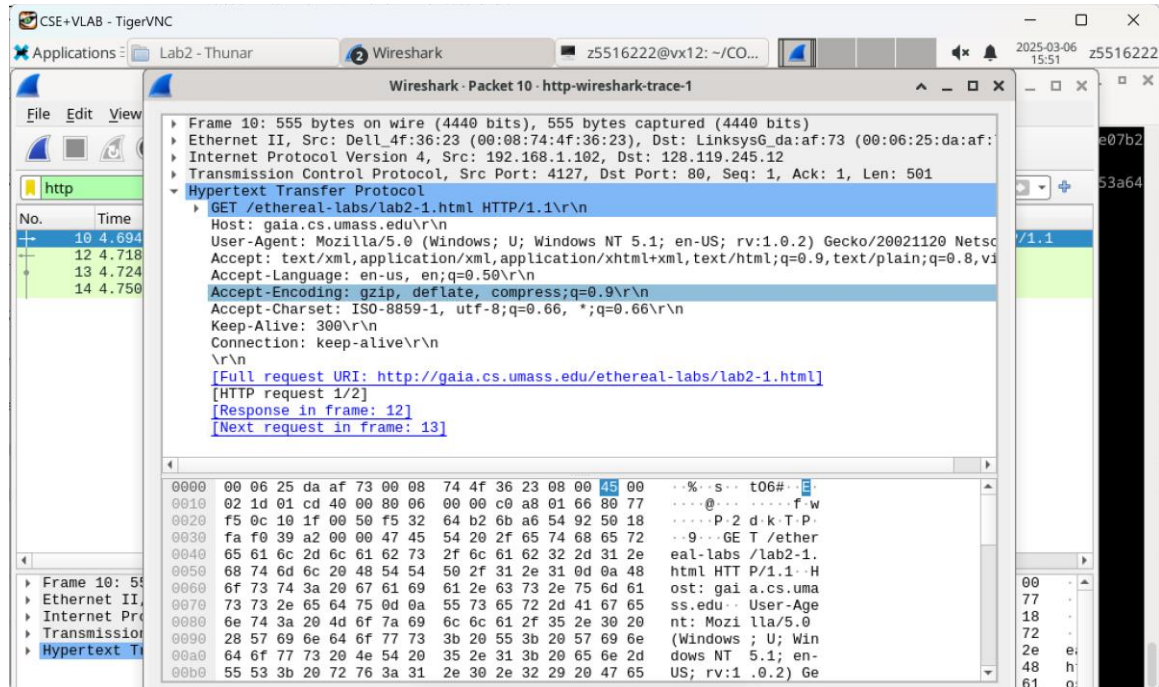 CSE+VLAB - TigerVNC
Applications
Lab2 - Thunar
2 Wireshark
z5516222@vx12: ~/CO...
2025-03-06
15:51
z5516222
Wireshark · Packet 10 · http-wireshark-trace-1
File Edit View
http
No. Time
10 4.694
12 4.718
13 4.724
14 4.750
Frame 10: 555 bytes on wire (4440 bits), 555 bytes captured (4440 bits)
Ethernet II, Src: Dell_4f:36:23 (00:08:74:4f:36:23), Dst: LinksysG_da:af:73 (00:06:25:da:af:
Internet Protocol Version 4, Src: 192.168.1.102, Dst: 128.119.245.12
Transmission Control Protocol, Src Port: 4127, Dst Port: 80, Seq: 1, Ack: 1, Len: 501
Hypertext Transfer Protocol
GET /ethereal-labs/lab2-1.html HTTP/1.1\r\n
Host: gaia.cs.umass.edu\r\n
User-Agent: Mozilla/5.0 (Windows; U; Windows NT 5.1; en-US; rv:1.0.2) Gecko/20021120 Netsc
Accept: text/xml,application/xml,application/xhtml+xml,text/html;q=0.9,text/plain;q=0.8,vi
Accept-Language: en-us, en;q=0.50\r\n
Accept-Encoding: gzip, deflate, compress;q=0.9\r\n
Accept-Charset: ISO-8859-1, utf-8;q=0.66, *;q=0.66\r\n
Keep-Alive: 300\r\n
Connection: keep-alive\r\n
\r\n
[Full request URI: http://gaia.cs.umass.edu/ethereal-labs/lab2-1.html]
[HTTP request 1/2]
[Response in frame: 12]
[Next request in frame: 13]
0000 00 06 25 da af 73 00 08 74 4f 36 23 08 00 45 00 ··%··s·· tO6#··E·
0010 02 1d 01 cd 40 00 80 06 00 00 c0 a8 01 66 80 77 ····@··· ·····f·w
0020 f5 0c 10 1f 00 50 f5 32 64 b2 6b a6 54 92 50 18 ·····P·2 d·k·T·P·
0030 fa f0 39 a2 00 00 47 45 54 20 2f 65 74 68 65 72 ··9···GE T /ether
0040 65 61 6c 2d 6c 61 62 73 2f 6c 61 62 32 2d 31 2e eal-labs /lab2-1.
0050 68 74 6d 6c 20 48 54 54 50 2f 31 2e 31 0d 0a 48 html HTT P/1.1··H
0060 6f 73 74 3a 20 67 61 69 61 2e 63 73 2e 75 6d 61 ost: gai a.cs.uma
0070 73 73 2e 65 64 75 0d 0a 55 73 65 72 2d 41 67 65 ss.edu·· User-Age
0080 6e 74 3a 20 4d 6f 7a 69 6c 6c 61 2f 35 2e 30 20 nt: Mozi lla/5.0
0090 28 57 69 6e 64 6f 77 73 3b 20 55 3b 20 57 69 6e (Windows ; U; Win
00a0 64 6f 77 73 20 4e 54 20 35 2e 31 3b 20 65 6e 2d dows NT 5.1; en-
00b0 55 53 3b 20 72 76 3a 31 2e 30 2e 32 29 20 47 65 US; rv:1 .0.2) Ge
Frame 10: 55
Ethernet II,
Internet Pro
Transmission
Hypertext Tr
e07b2
53a64
/1.1
00
77
18
72
2e
48
61